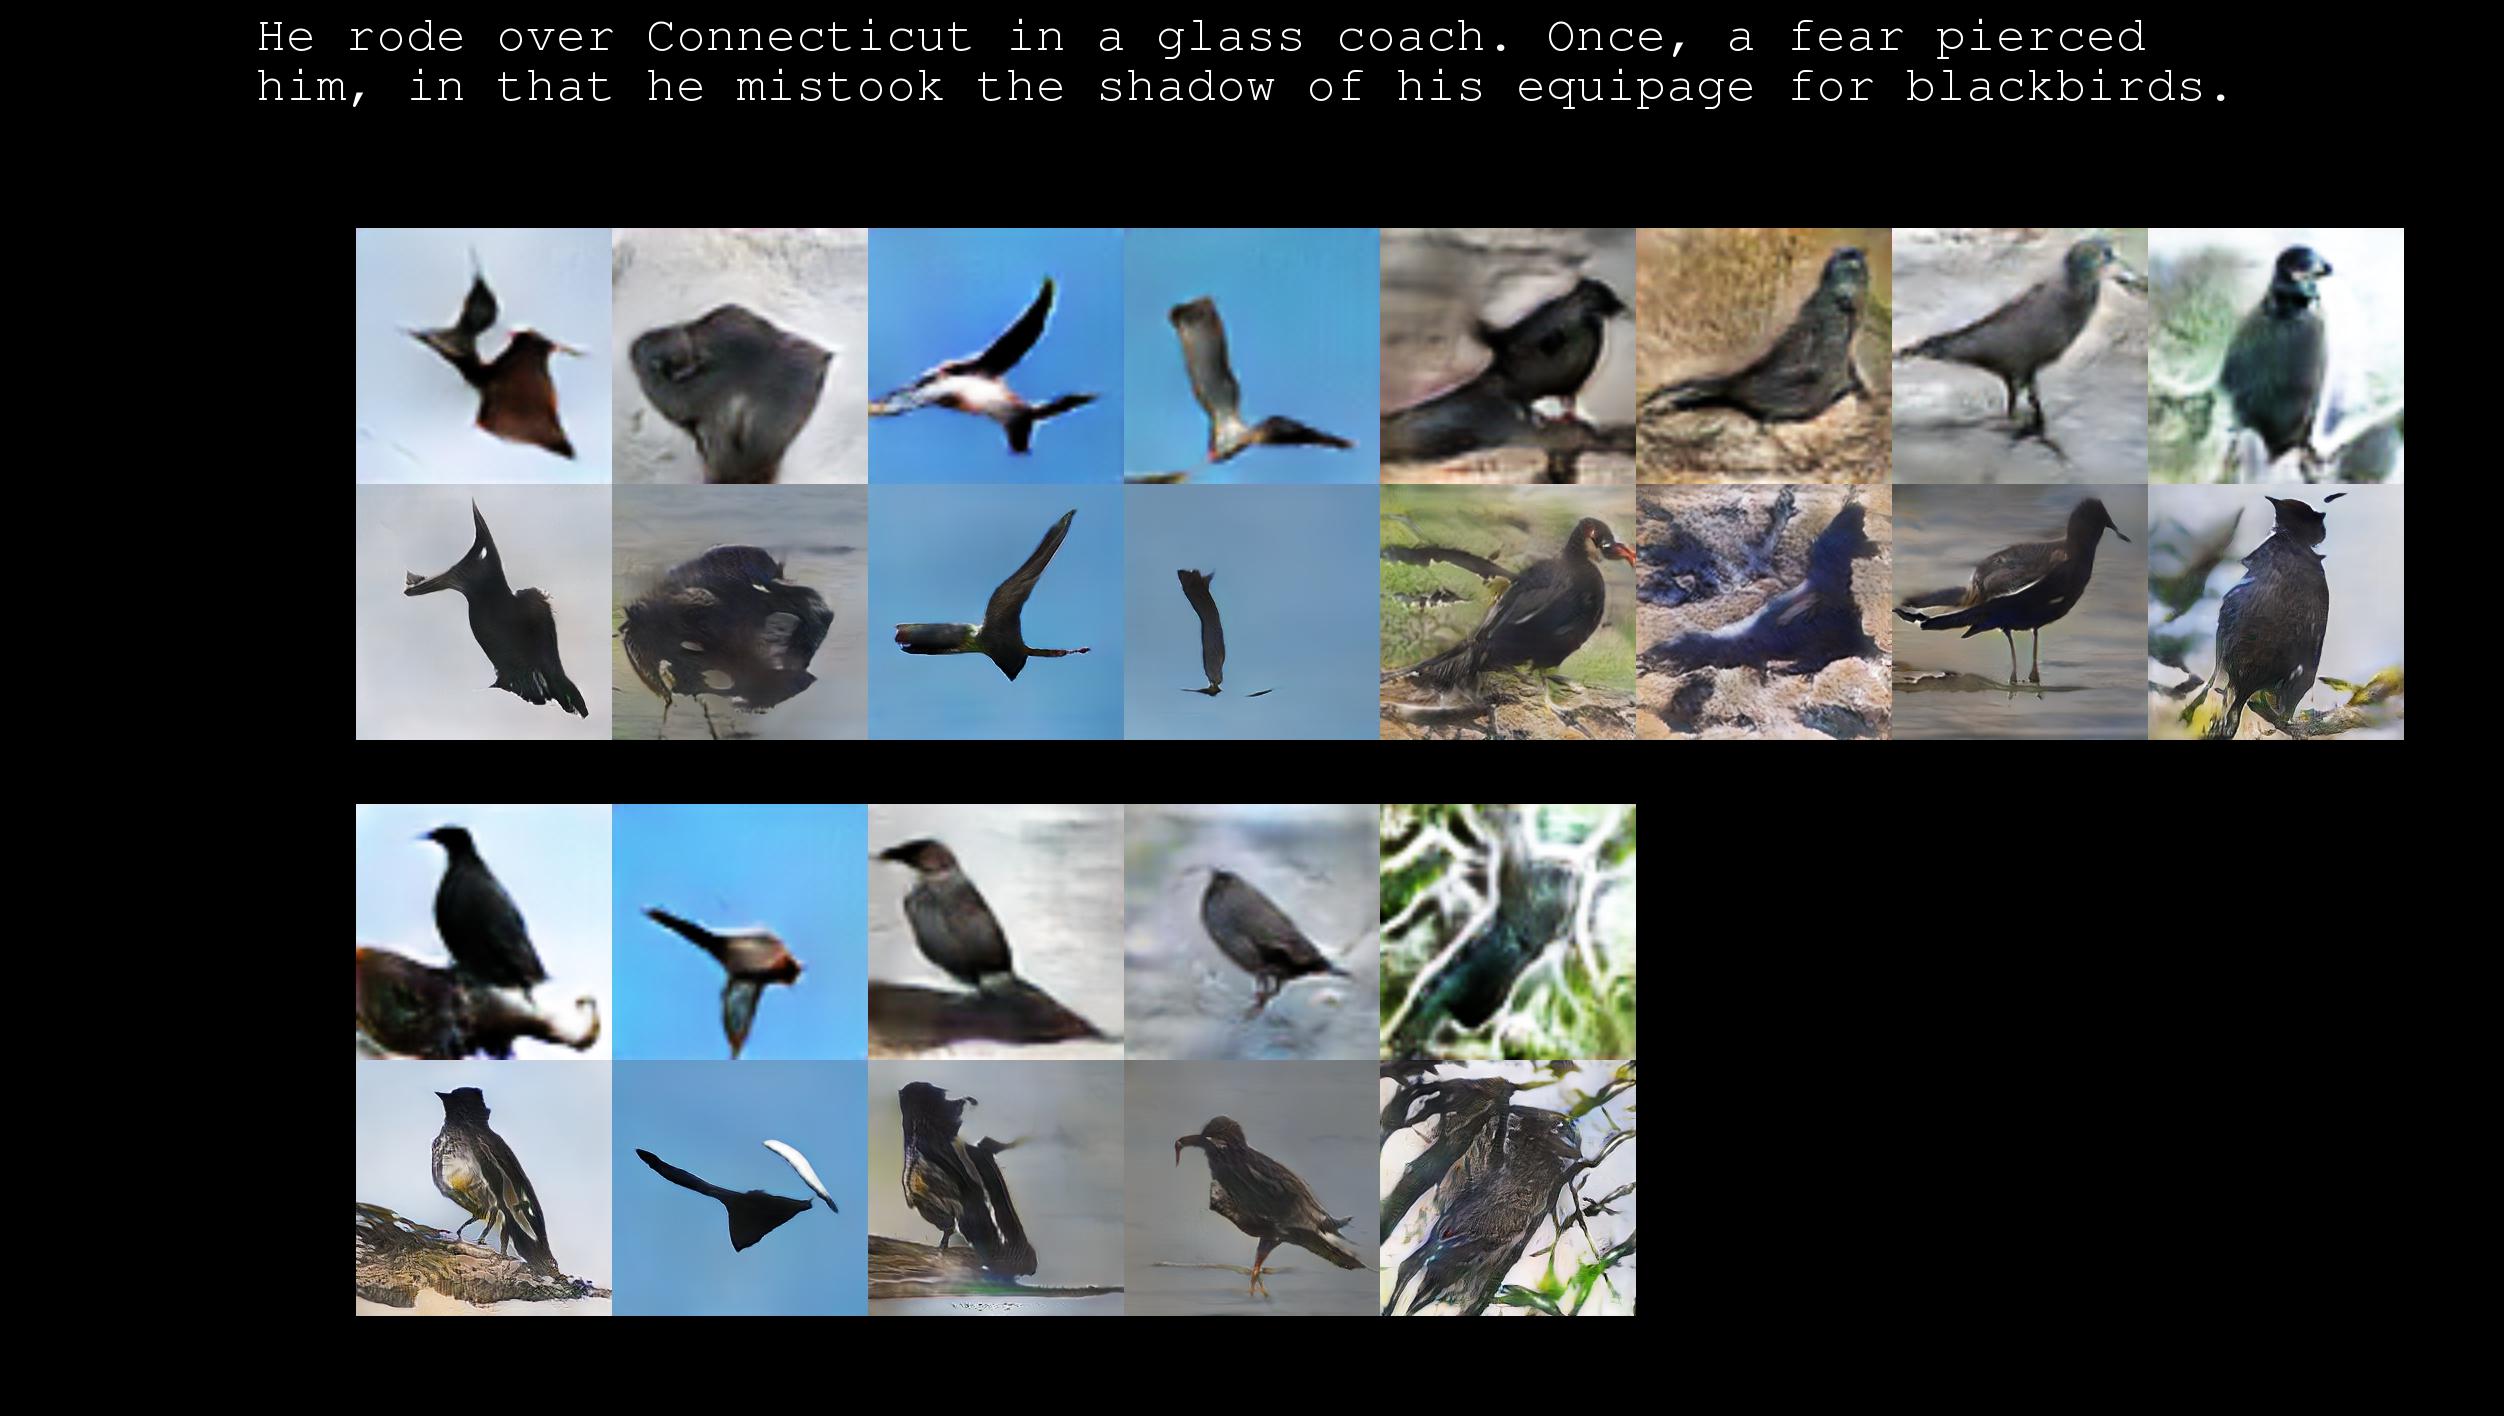 He rode over Connecticut in a glass coach. Once, a fear pierced
him, in that he mistook the shadow of his equipage for blackbirds.